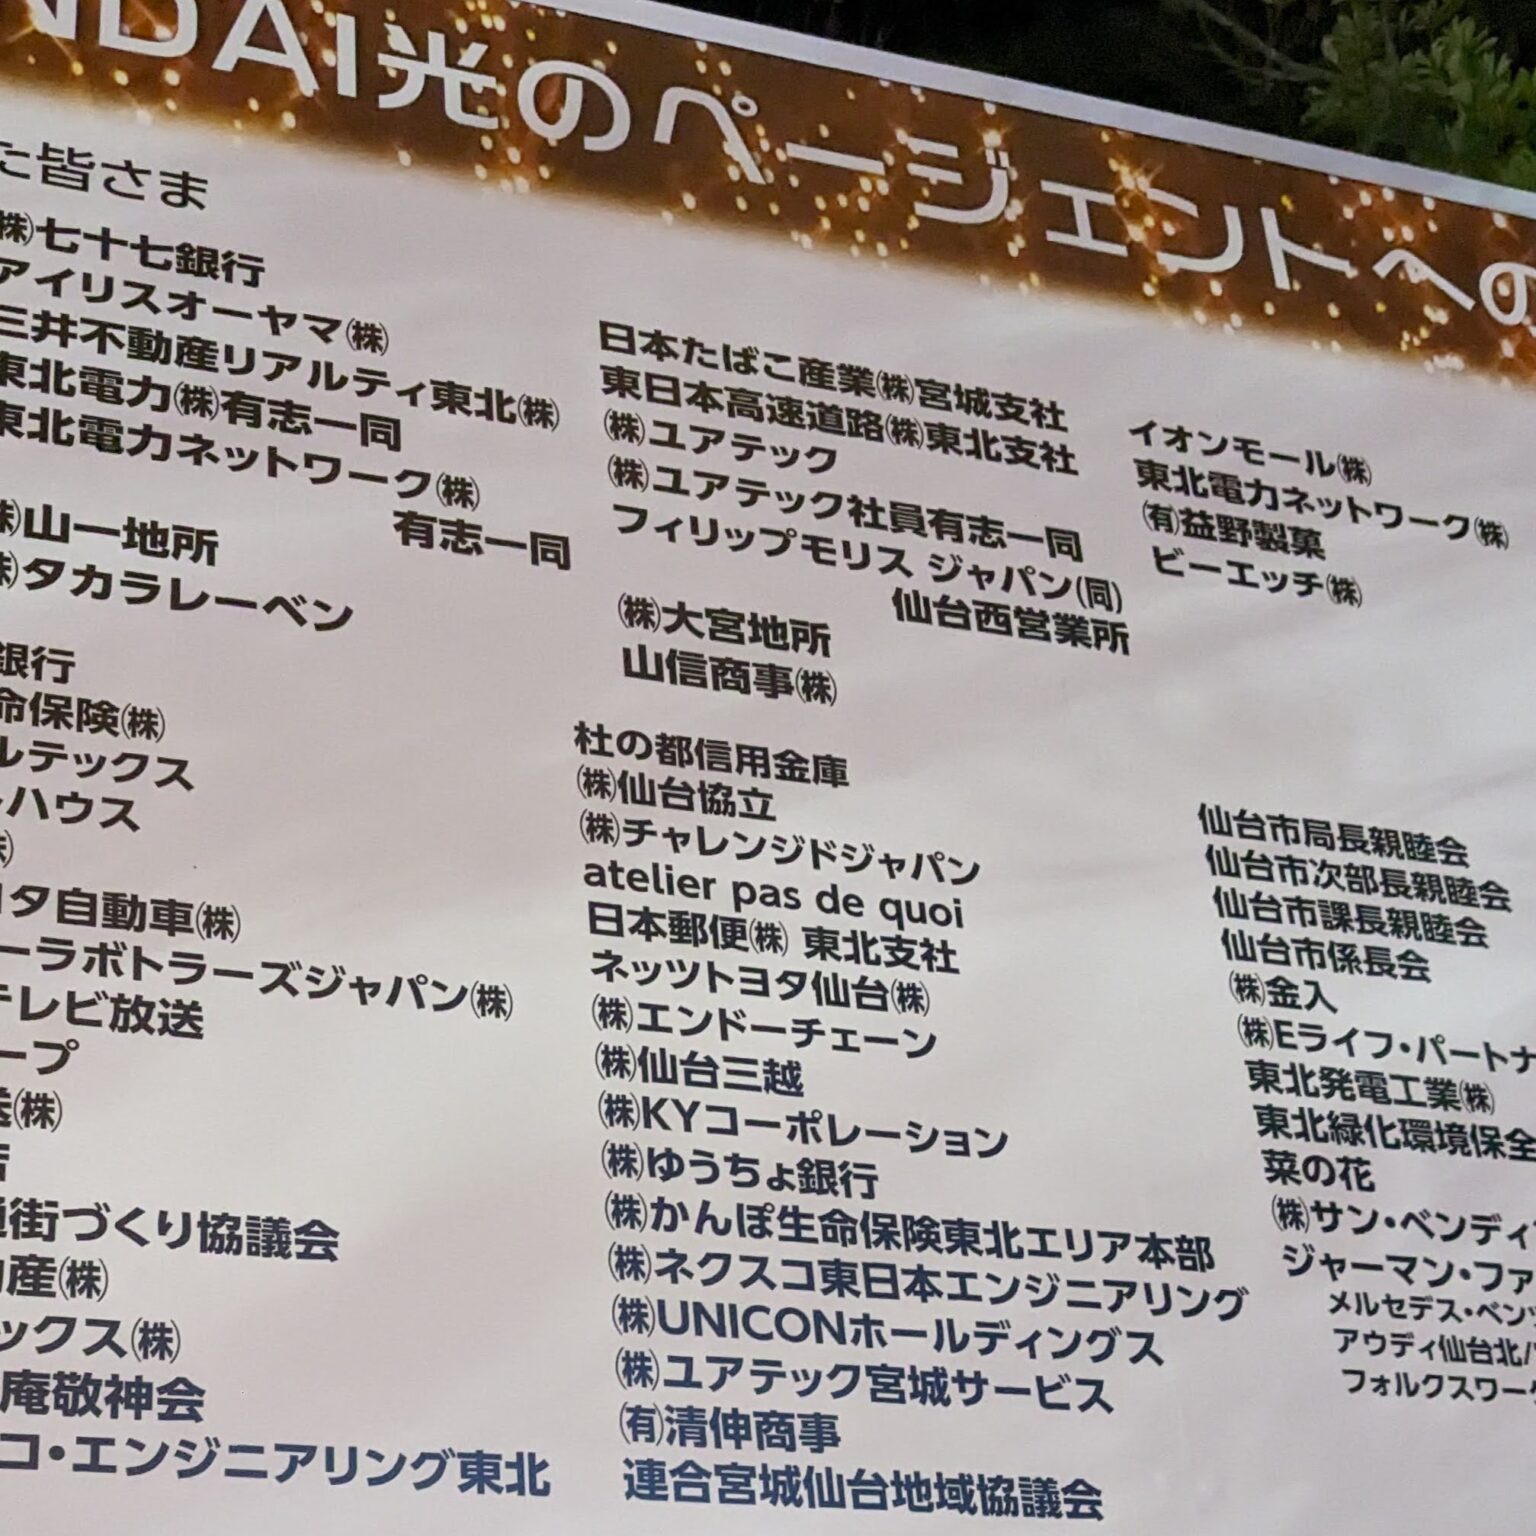 NDAI光のページェントへの
た皆さま
㈱七十七銀行
アイリスオーヤマ㈱
三井不動産リアルティ東北㈱
東北電力㈱有志一同
東北電力ネットワーク㈱
有志一同
㈱山一地所
㈱タカラレーベン
銀行
命保険㈱
ルテックス
ハウス
㈱
ヨタ自動車㈱
ーラボトラーズジャパン㈱
テレビ放送
ープ
送㈱
店
通街づくり協議会
動産㈱
ックス㈱
庵敬神会
コ・エンジニアリング東北
日本たばこ産業㈱宮城支社
東日本高速道路㈱東北支社
㈱ユアテック
㈱ユアテック社員有志一同
フィリップモリス ジャパン(同)
仙台西営業所
㈱大宮地所
山信商事㈱
杜の都信用金庫
㈱仙台協立
㈱チャレンジドジャパン
atelier pas de quoi
日本郵便㈱ 東北支社
ネッツトヨタ仙台㈱
㈱エンドーチェーン
㈱仙台三越
㈱KYコーポレーション
㈱ゆうちょ銀行
㈱かんぽ生命保険東北エリア本部
㈱ネクスコ東日本エンジニアリング
㈱UNICONホールディングス
㈱ユアテック宮城サービス
㈲清伸商事
連合宮城仙台地域協議会
イオンモール㈱
東北電力ネットワーク㈱
㈲益野製菓
ビーエッチ㈱
仙台市局長親睦会
仙台市次部長親睦会
仙台市課長親睦会
仙台市係長会
㈱金入
㈱Eライフ・パートナ
東北発電工業㈱
東北緑化環境保全
菜の花
㈱サン・ベンディ
ジャーマン・ファ
メルセデス・ベンツ
アウディ仙台北/
フォルクスワーゲ